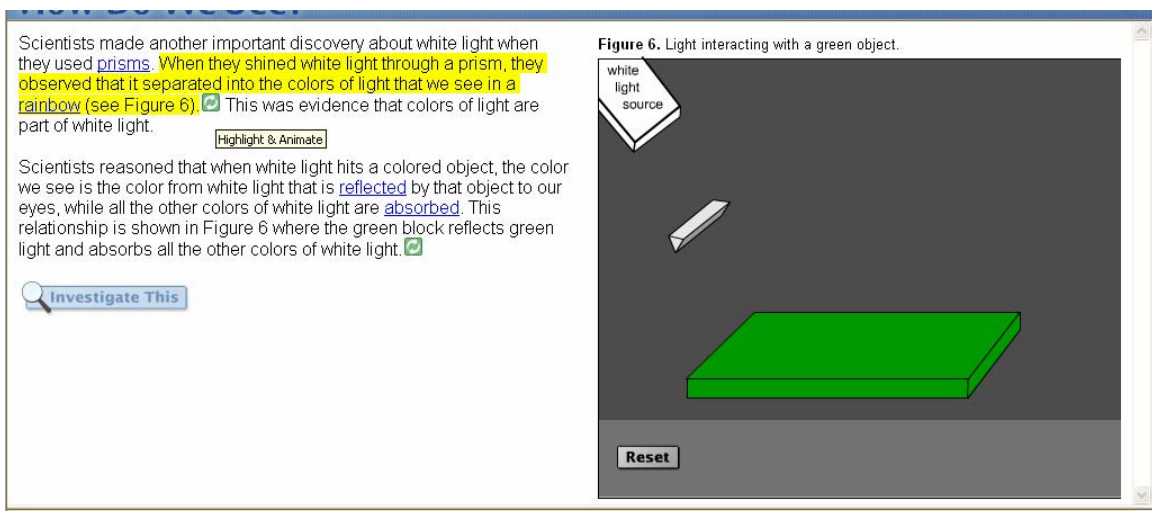 How Do We See?
Scientists made another important discovery about white light when
they used prisms. When they shined white light through a prism, they
observed that it separated into the colors of light that we see in a
rainbow (see Figure 6). This was evidence that colors of light are
part of white light.
Highlight & Animate
Scientists reasoned that when white light hits a colored object, the color
we see is the color from white light that is reflected by that object to our
eyes, while all the other colors of white light are absorbed. This
relationship is shown in Figure 6 where the green block reflects green
light and absorbs all the other colors of white light.
Investigate This
Figure 6. Light interacting with a green object.
white
light
source
Reset